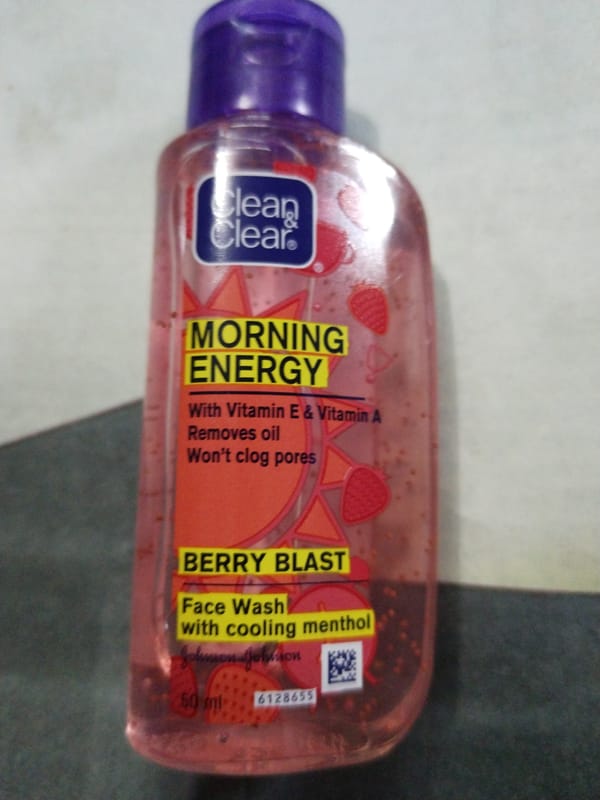 Clean
&
Clear®
MORNING
ENERGY
With Vitamin E & Vitamin A
Removes oil
Won't clog pores
BERRY BLAST
Face Wash
with cooling menthol
Johnson & Johnson
50 ml
6128655